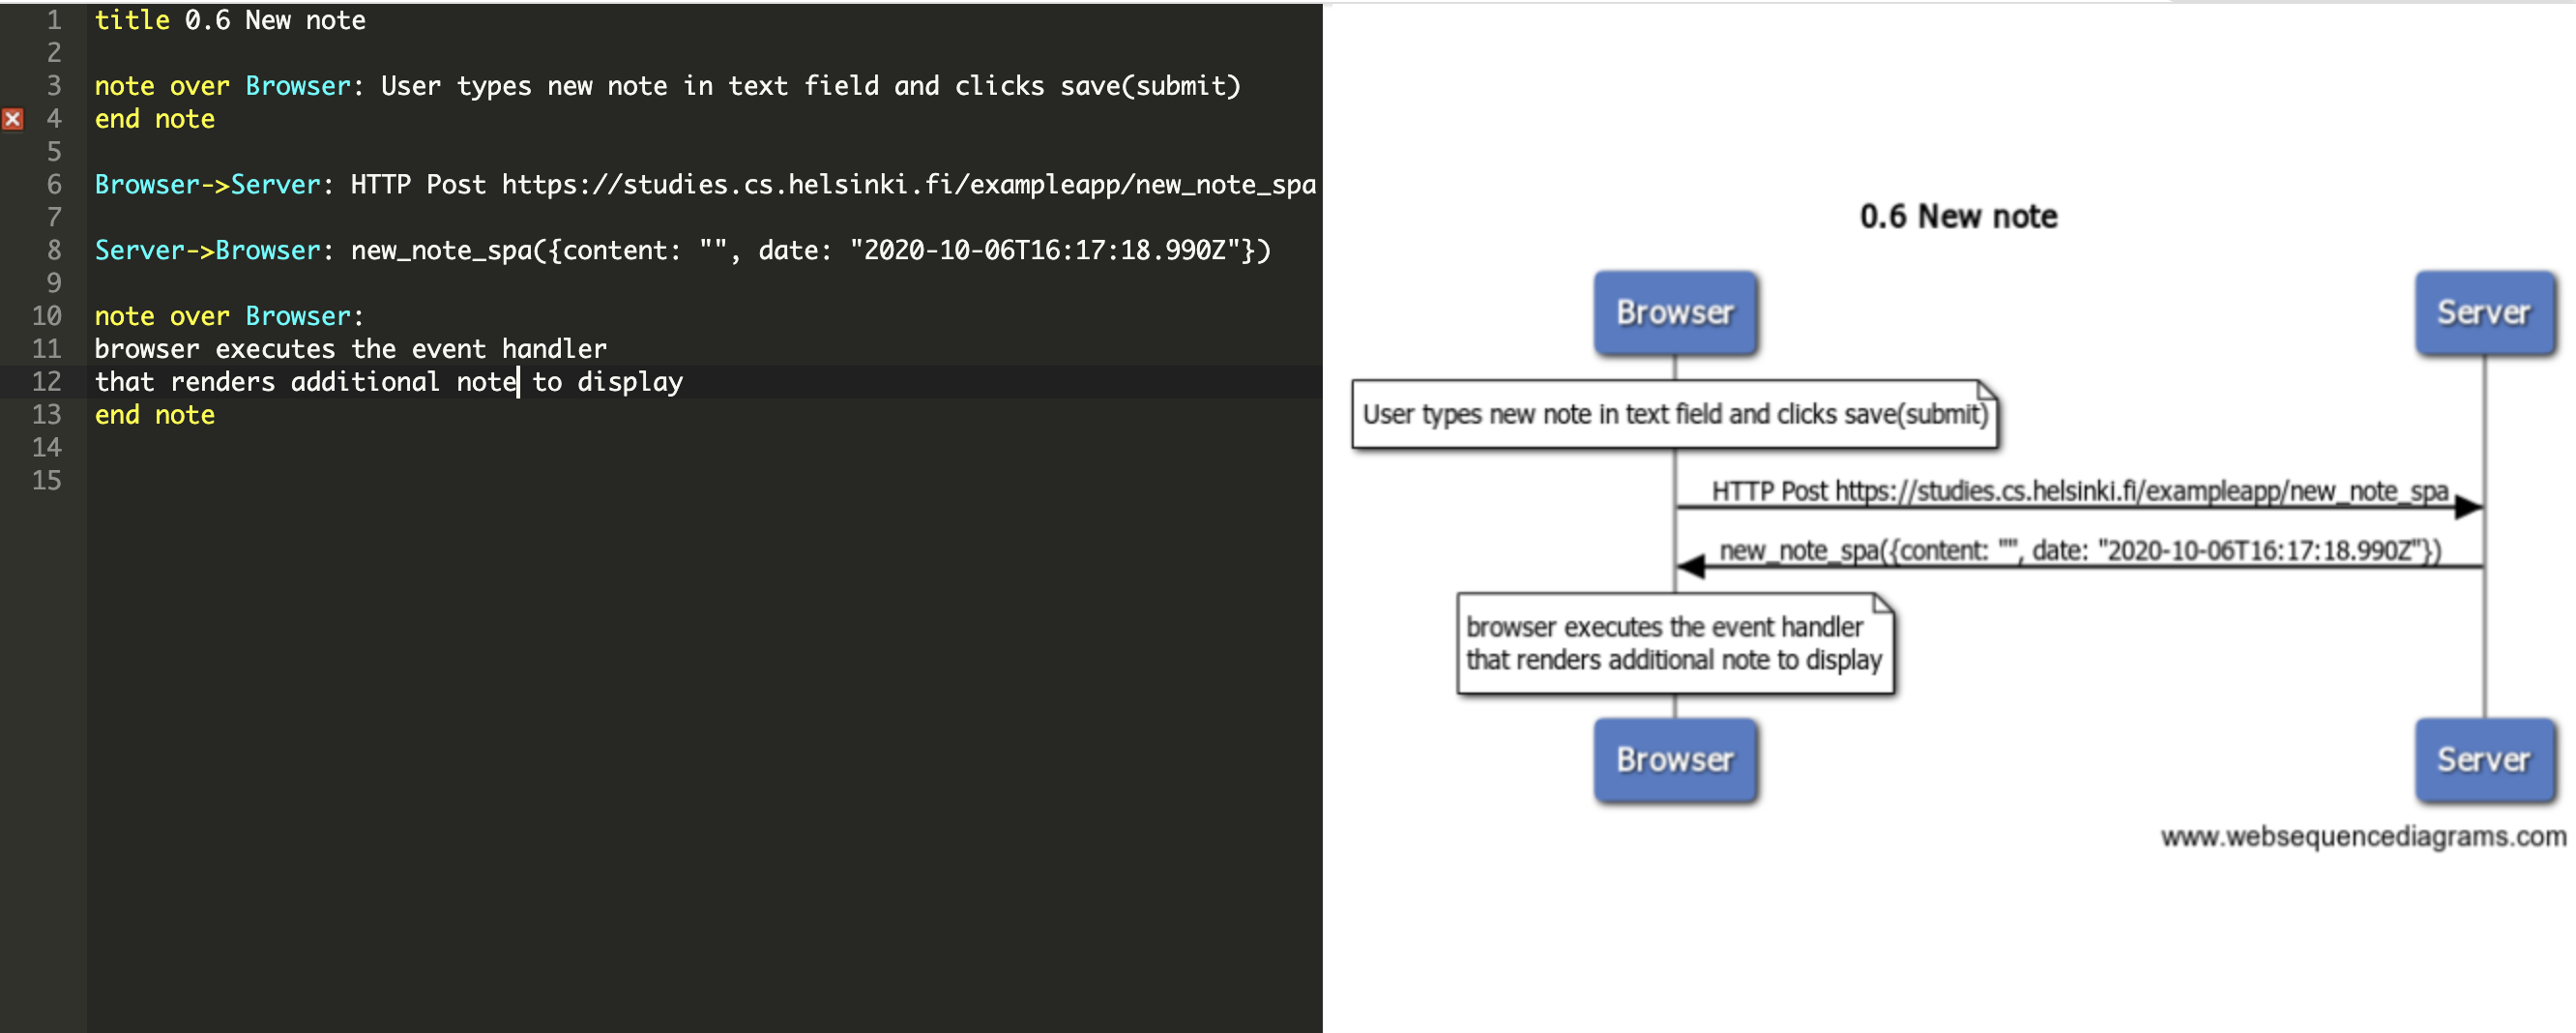 1 title 0.6 New note
2
3 note over Browser: User types new note in text field and clicks save(submit)
4 end note
5
6 Browser->Server: HTTP Post https://studies.cs.helsinki.fi/exampleapp/new_note_spa
7
8 Server->Browser: new_note_spa({content: "", date: "2020-10-06T16:17:18.990Z"})
9
10 note over Browser:
11 browser executes the event handler
12 that renders additional note to display
13 end note
14
15
0.6 New note
Browser Server
User types new note in text field and clicks save(submit)
HTTP Post https://studies.cs.helsinki.fi/exampleapp/new_note_spa
new_note_spa({content: "", date: "2020-10-06T16:17:18.990Z"})
browser executes the event handler
that renders additional note to display
Browser Server
www.websequencediagrams.com